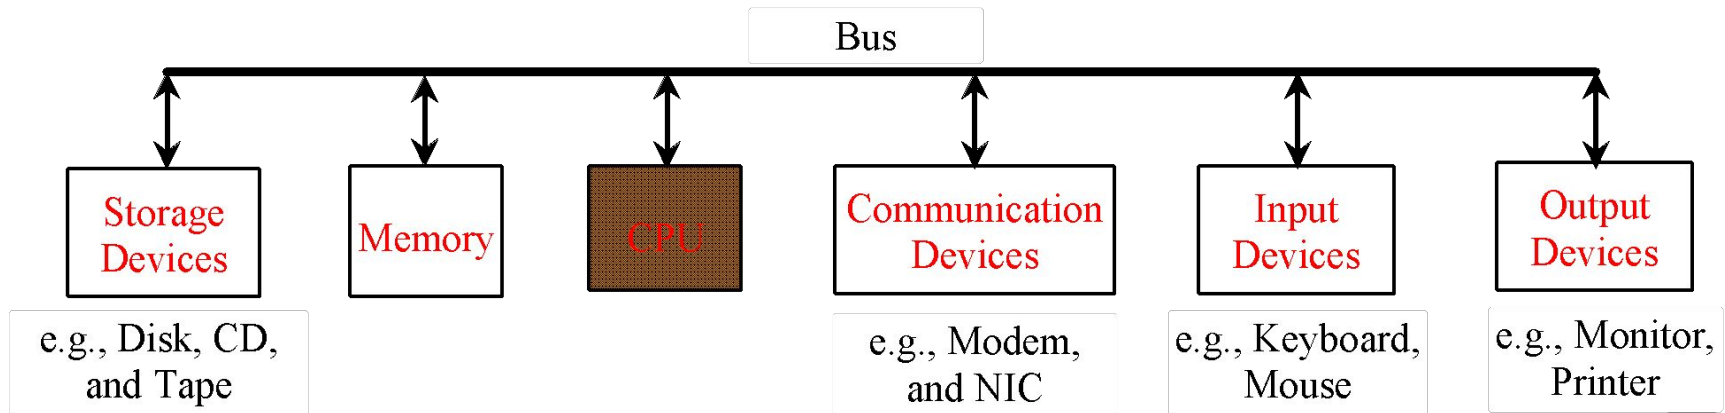 Bus
Storage
Devices
Memory
CPU
Communication
Devices
Input
Devices
Output
Devices
e.g., Disk, CD,
and Tape
e.g., Modem,
and NIC
e.g., Keyboard,
Mouse
e.g., Monitor,
Printer